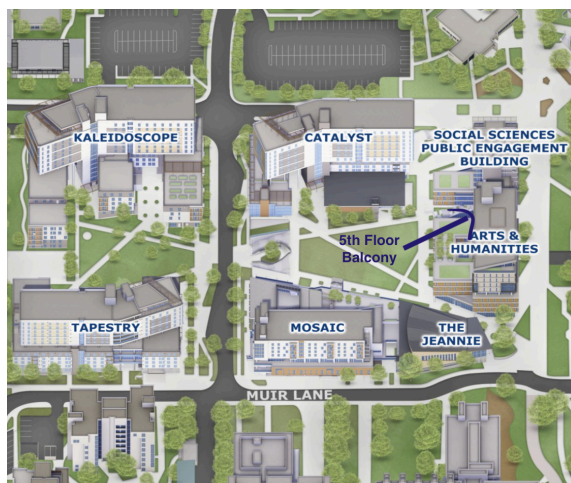 KALEIDOSCOPE
CATALYST
SOCIAL SCIENCES
PUBLIC ENGAGEMENT
BUILDING
5th Floor
Balcony
ARTS &
HUMANITIES
TAPESTRY
MOSAIC
THE
JEANNIE
MUIR LANE